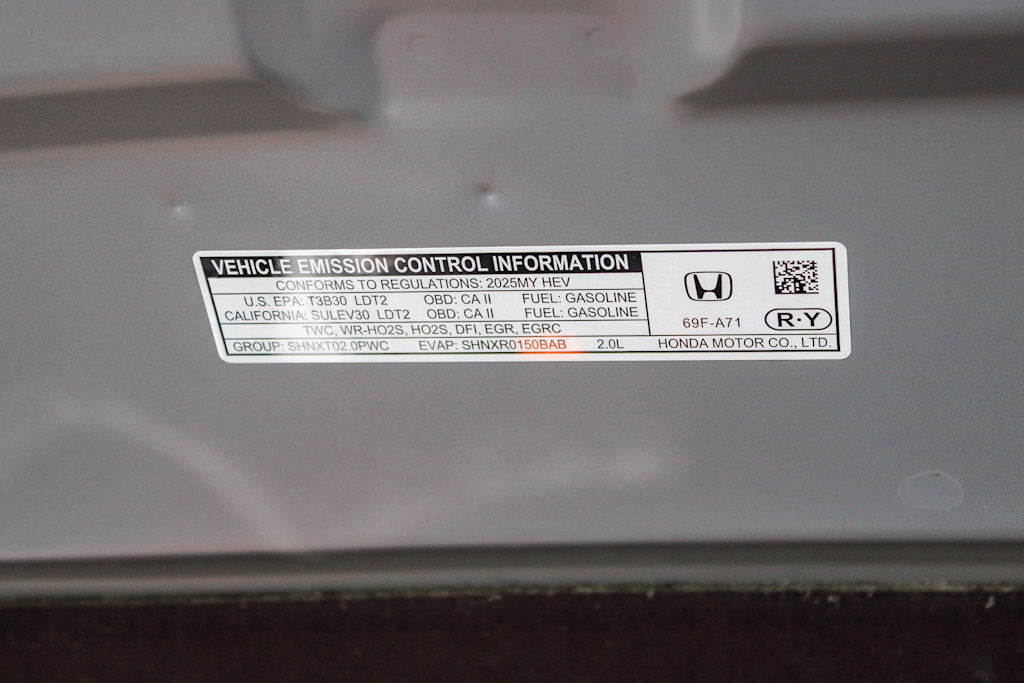 VEHICLE EMISSION CONTROL INFORMATION
CONFORMS TO REGULATIONS: 2025MY HEV
U.S. EPA: T3B30 LDT2 OBD: CA II FUEL: GASOLINE
CALIFORNIA: SULEV30 LDT2 OBD: CA II FUEL: GASOLINE
TWC, WR-HO2S, HO2S, DFI, EGR, EGRC
GROUP: SHNXT02.0PWC EVAP: SHNXR0150BAB 2.0L
69F-A71 R·Y
HONDA MOTOR CO., LTD.